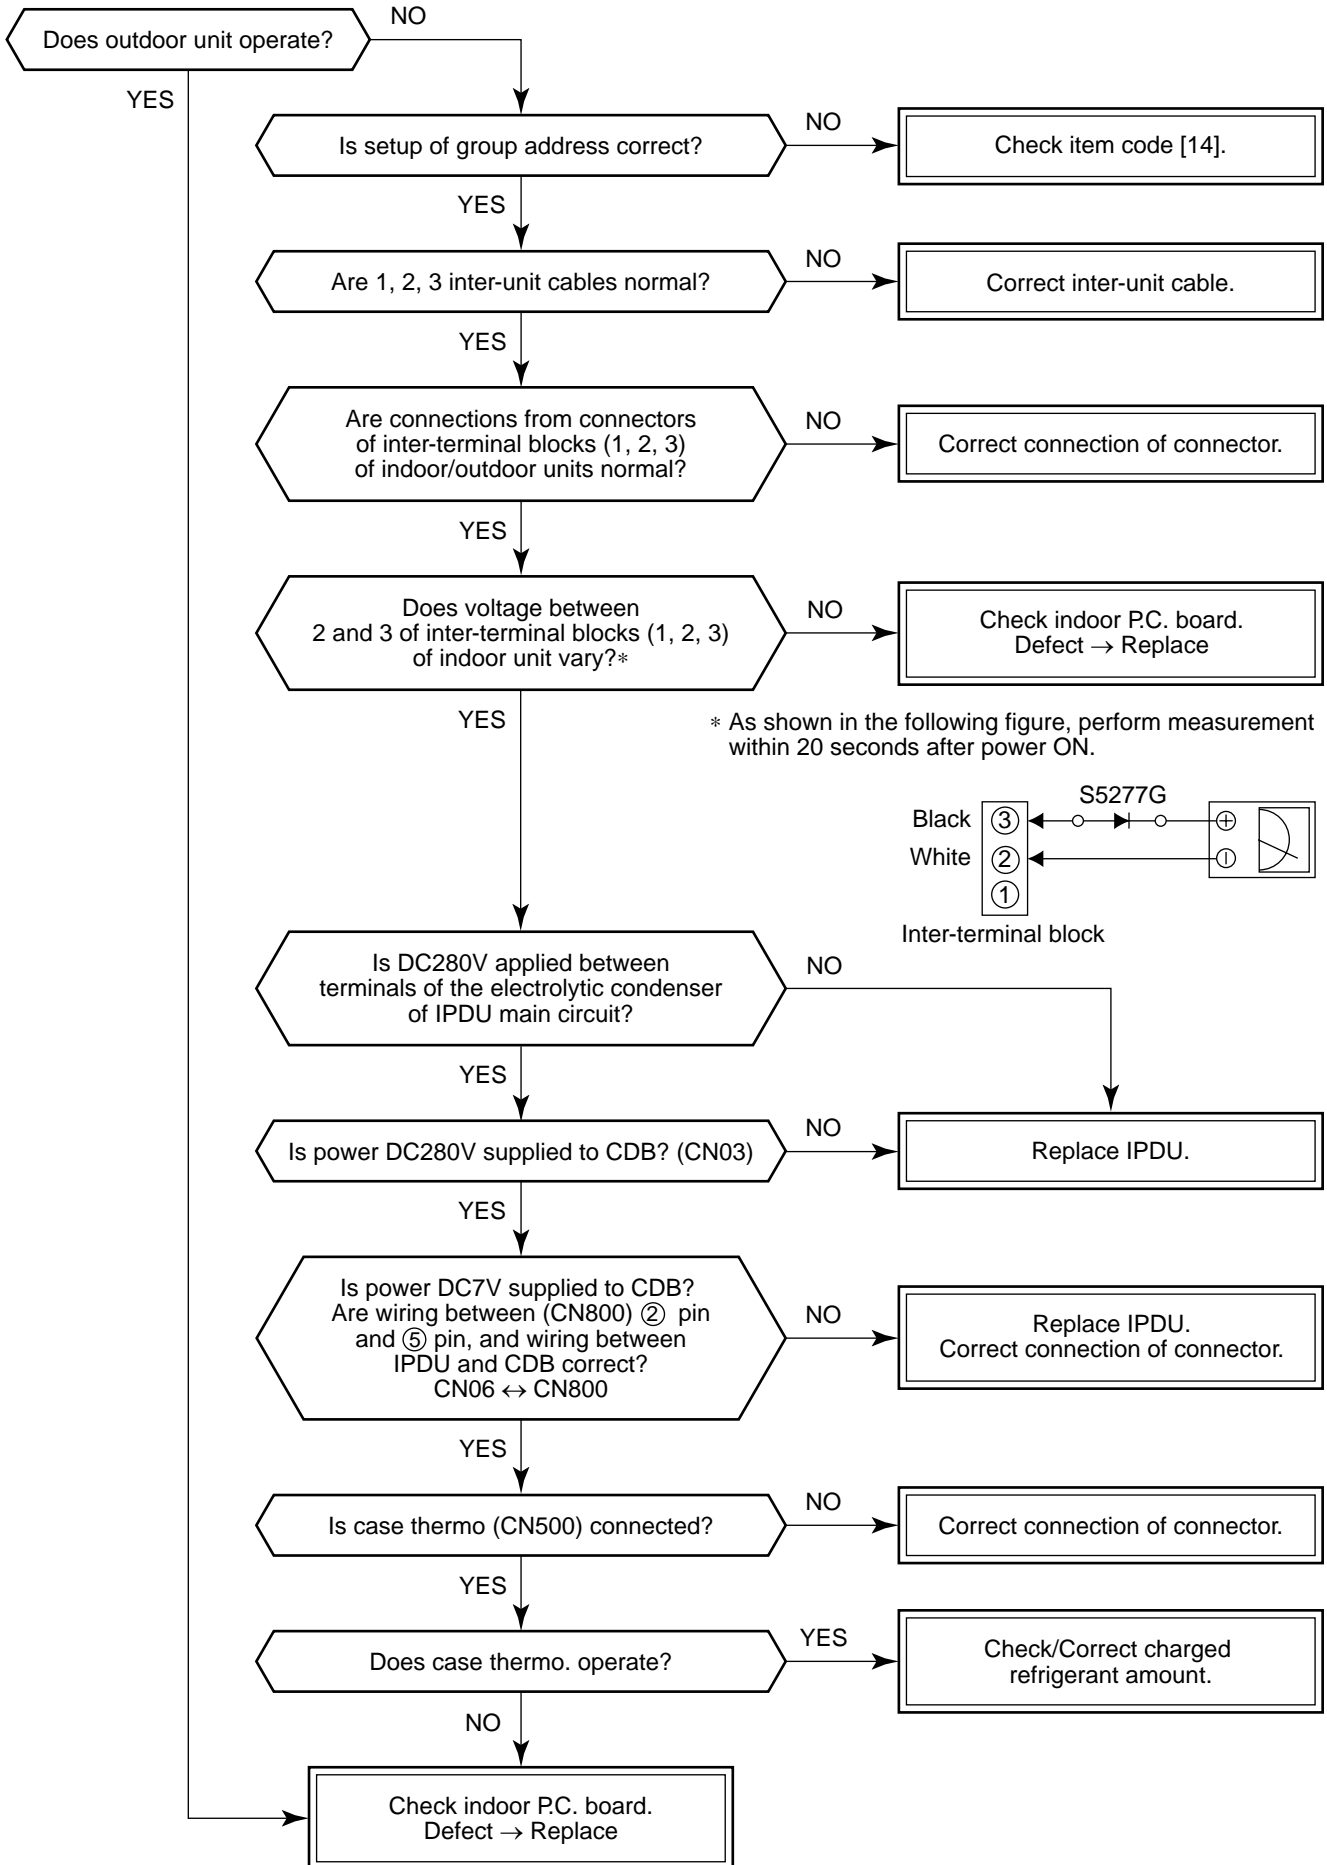 NO
Does outdoor unit operate?
YES
NO
Is setup of group address correct?
Check item code [14].
YES
NO
Are 1, 2, 3 inter-unit cables normal?
Correct inter-unit cable.
YES
Are connections from connectors
of inter-terminal blocks (1, 2, 3)
of indoor/outdoor units normal?
NO
Correct connection of connector.
YES
Does voltage between
2 and 3 of inter-terminal blocks (1, 2, 3)
of indoor unit vary?*
NO
Check indoor P.C. board.
Defect → Replace
YES
* As shown in the following figure, perform measurement
within 20 seconds after power ON.
S5277G
Black ③ ⊕
White ② ⊖
①
Inter-terminal block
Is DC280V applied between
terminals of the electrolytic condenser
of IPDU main circuit?
NO
YES
NO
Is power DC280V supplied to CDB? (CN03)
Replace IPDU.
YES
Is power DC7V supplied to CDB?
Are wiring between (CN800) ② pin
and ⑤ pin, and wiring between
IPDU and CDB correct?
CN06 ↔ CN800
NO
Replace IPDU.
Correct connection of connector.
YES
NO
Is case thermo (CN500) connected?
Correct connection of connector.
YES
YES
Does case thermo. operate?
Check/Correct charged
refrigerant amount.
NO
Check indoor P.C. board.
Defect → Replace